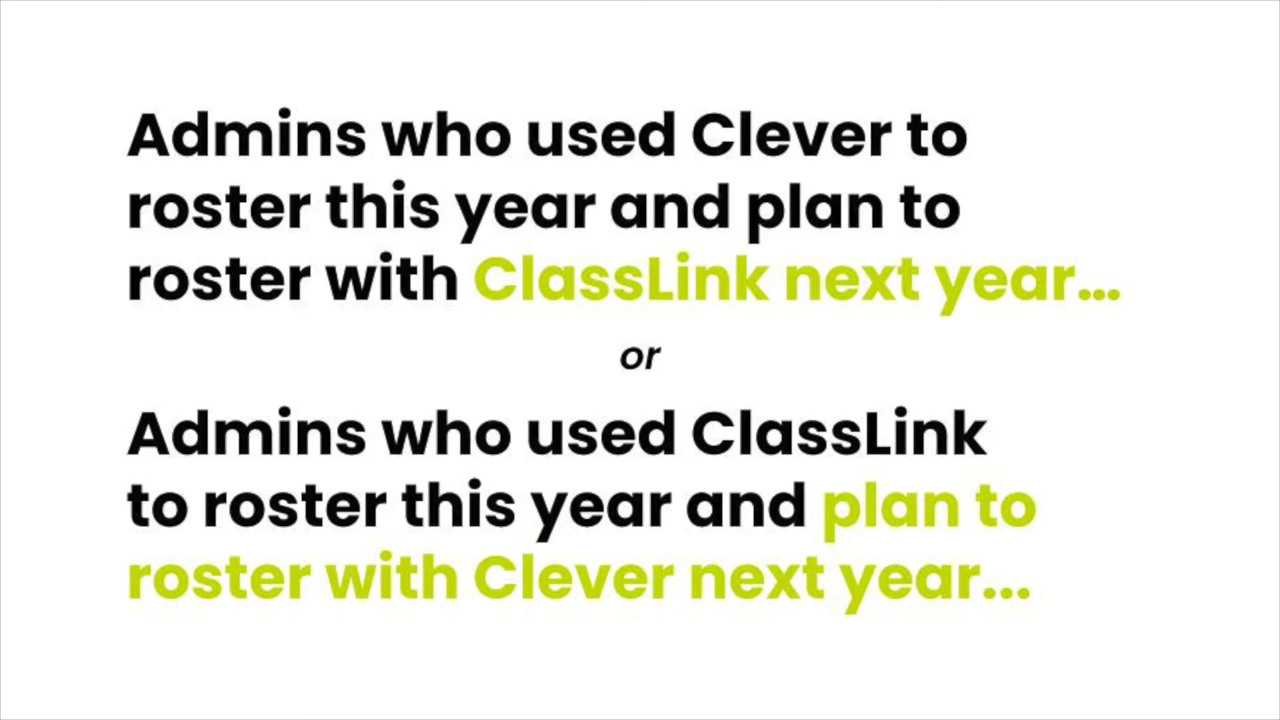 Admins who used Clever to
roster this year and plan to
roster with ClassLink next year...
or
Admins who used ClassLink
to roster this year and plan to
roster with Clever next year...